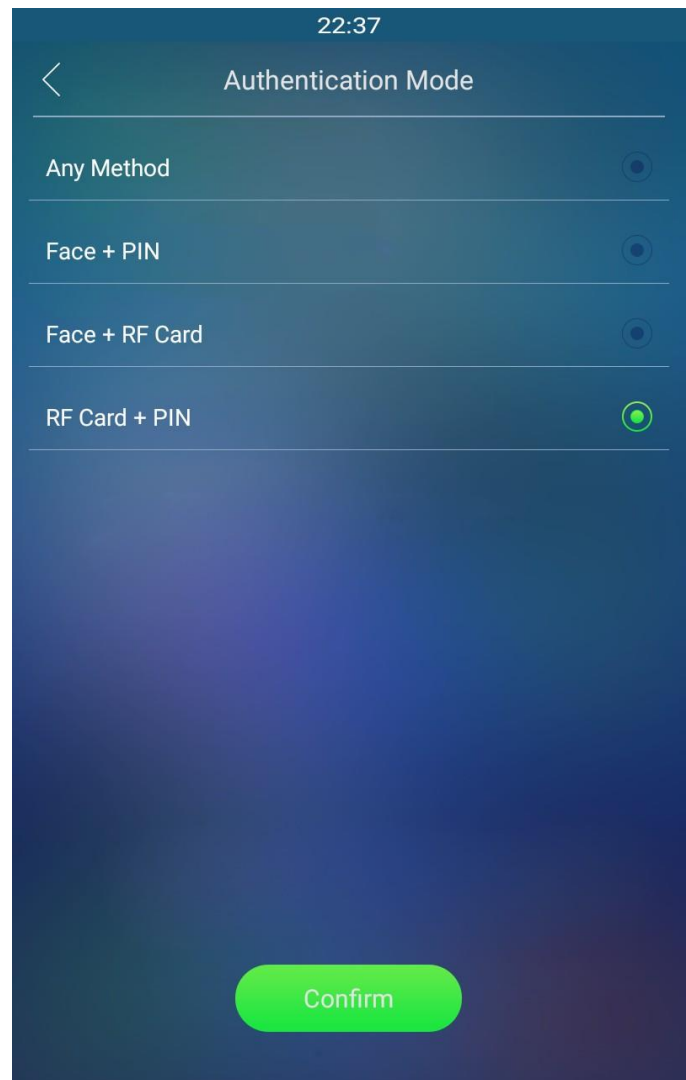 22:37
Authentication Mode
Any Method
Face + PIN
Face + RF Card
RF Card + PIN
Confirm